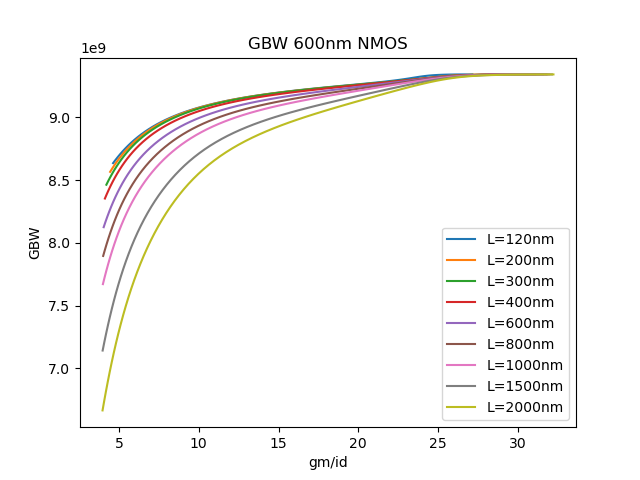 GBW 600nm NMOS
1e9
9.0
8.5
8.0
7.5
7.0
GBW
5 10 15 20 25 30
gm/id
L=120nm
L=200nm
L=300nm
L=400nm
L=600nm
L=800nm
L=1000nm
L=1500nm
L=2000nm